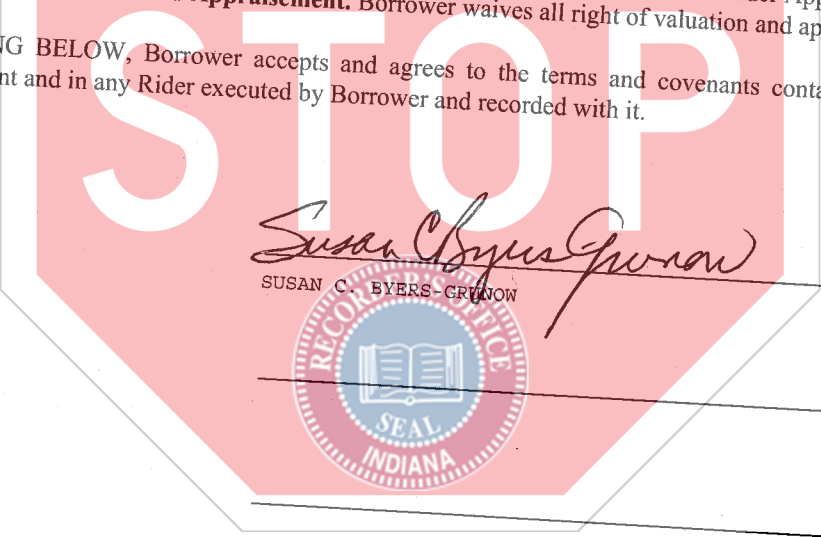 Appraisement. Borrower waives all right of valuation and ap
NG BELOW, Borrower accepts and agrees to the terms and covenants conta
nt and in any Rider executed by Borrower and recorded with it.
STOP
Susan C Byers Grunow
SUSAN C. BYERS-GRUNOW
RECORDER'S OFFICE
SEAL
INDIANA